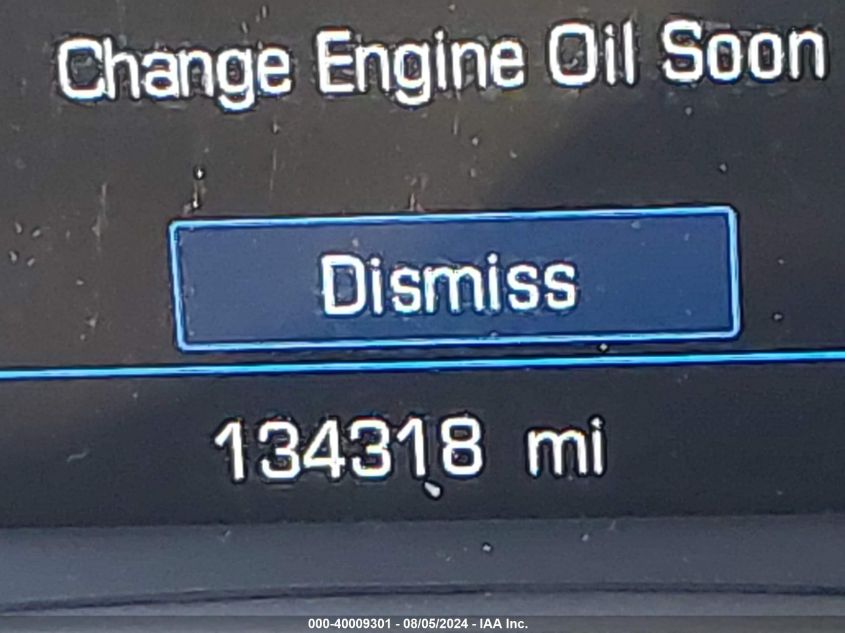 Change Engine Oil Soon
Dismiss
134318 mi
000-40009301 - 08/05/2024 - IAA Inc.